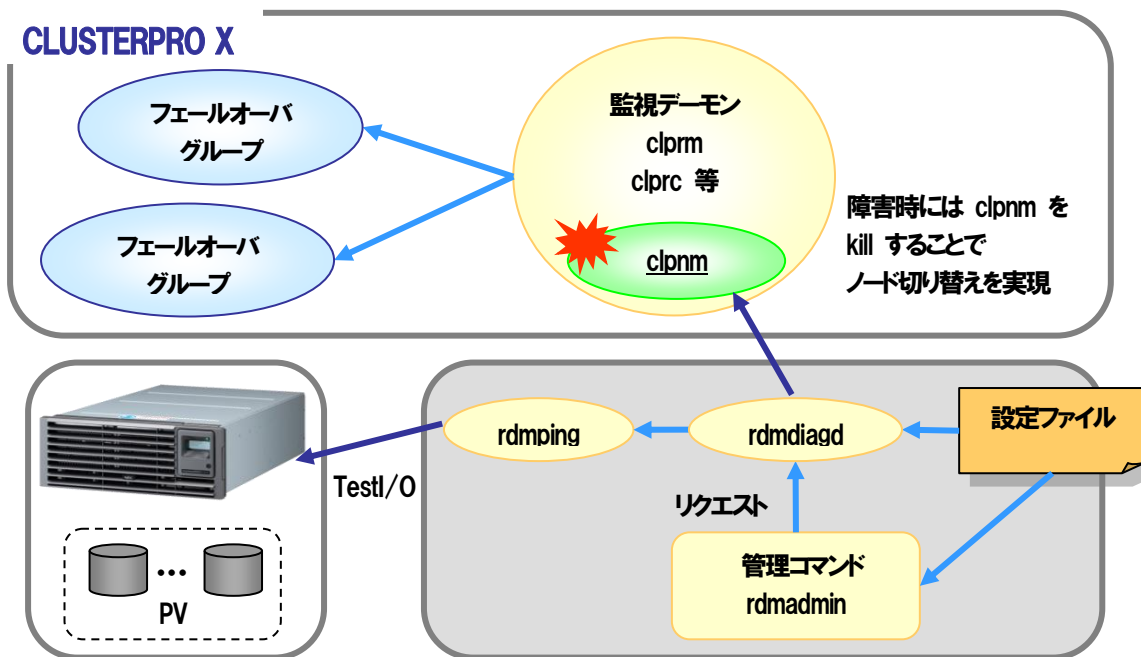 CLUSTERPRO X
フェールオーバ
グループ
フェールオーバ
グループ
監視デーモン
clprm
clprc 等
clpnm
障害時には clpnm を
kill することで
ノード切り替えを実現
TestI/O
PV
rdmping
rdmdiagd
設定ファイル
リクエスト
管理コマンド
rdmadmin